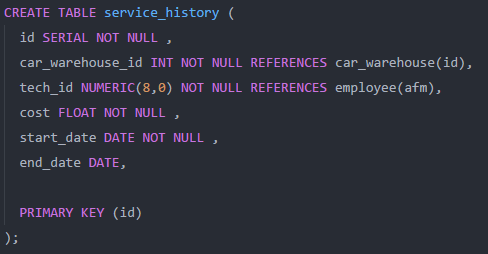 CREATE TABLE service_history (
id SERIAL NOT NULL ,
car_warehouse_id INT NOT NULL REFERENCES car_warehouse(id),
tech_id NUMERIC(8,0) NOT NULL REFERENCES employee(afm),
cost FLOAT NOT NULL ,
start_date DATE NOT NULL ,
end_date DATE,
PRIMARY KEY (id)
);